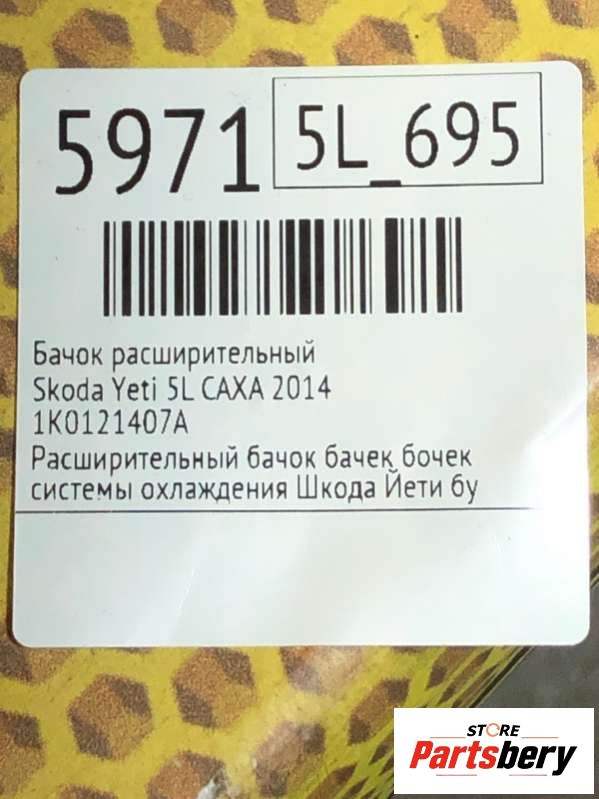 5971 5L_695
Бачок расширительный
Skoda Yeti 5L CAXA 2014
1K0121407A
Расширительный бачок бачек бочек
системы охлаждения Шкода Йети бу
STORE
Partsbery